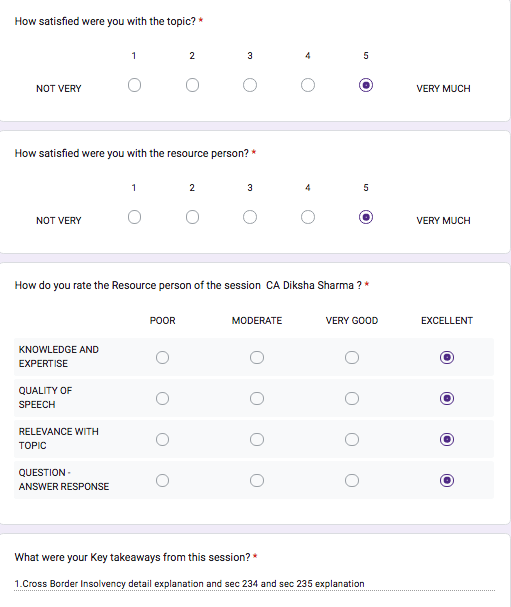 How satisfied were you with the topic? *
1 2 3 4 5
NOT VERY VERY MUCH
How satisfied were you with the resource person? *
1 2 3 4 5
NOT VERY VERY MUCH
How do you rate the Resource person of the session CA Diksha Sharma ? *
POOR MODERATE VERY GOOD EXCELLENT
KNOWLEDGE AND
EXPERTISE
QUALITY OF
SPEECH
RELEVANCE WITH
TOPIC
QUESTION -
ANSWER RESPONSE
What were your Key takeaways from this session? *
1.Cross Border Insolvency detail explanation and sec 234 and sec 235 explanation